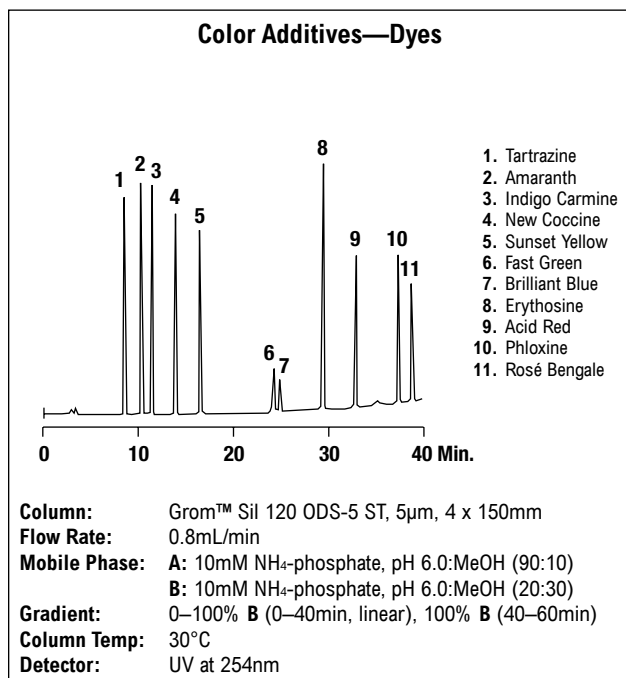 Color Additives—Dyes
1
2
3
4
5
6
7
8
9
10
11
1. Tartrazine
2. Amaranth
3. Indigo Carmine
4. New Coccine
5. Sunset Yellow
6. Fast Green
7. Brilliant Blue
8. Erythosine
9. Acid Red
10. Phloxine
11. Rosé Bengale
0 10 20 30 40 Min.
Column: Grom™ Sil 120 ODS-5 ST, 5µm, 4 x 150mm
Flow Rate: 0.8mL/min
Mobile Phase: A: 10mM NH₄-phosphate, pH 6.0:MeOH (90:10)
B: 10mM NH₄-phosphate, pH 6.0:MeOH (20:30)
Gradient: 0–100% B (0–40min, linear), 100% B (40–60min)
Column Temp: 30°C
Detector: UV at 254nm